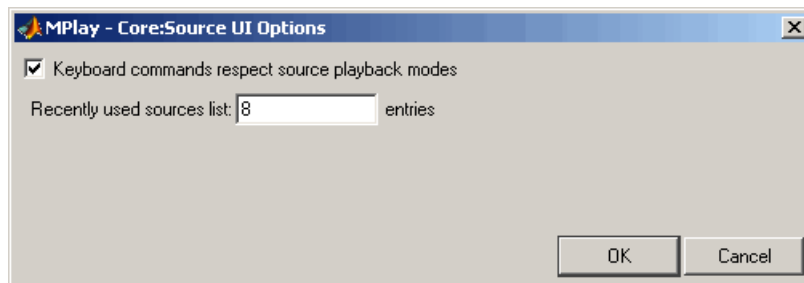 MPlay - Core:Source UI Options
Keyboard commands respect source playback modes
Recently used sources list: 8 entries
OK Cancel